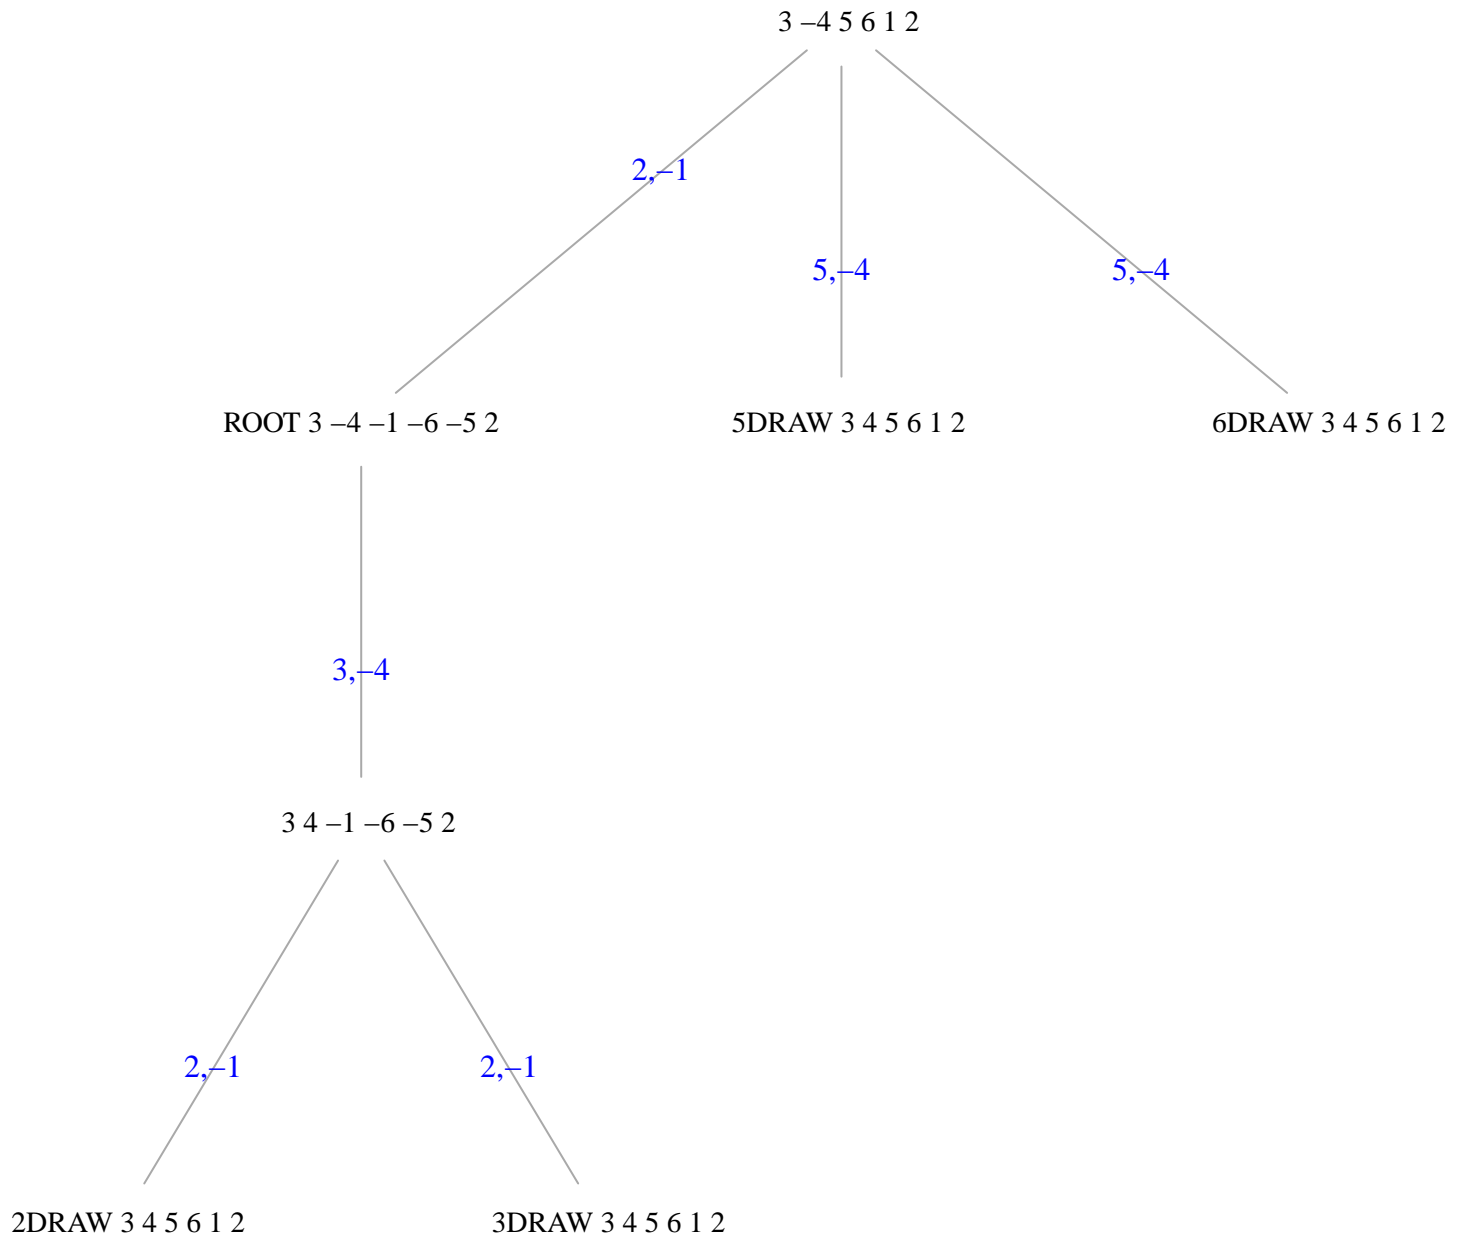 3 –4 5 6 1 2
2,–1
5,–4
5,–4
ROOT 3 –4 –1 –6 –5 2
5DRAW 3 4 5 6 1 2
6DRAW 3 4 5 6 1 2
3,–4
3 4 –1 –6 –5 2
2,–1
2,–1
2DRAW 3 4 5 6 1 2
3DRAW 3 4 5 6 1 2